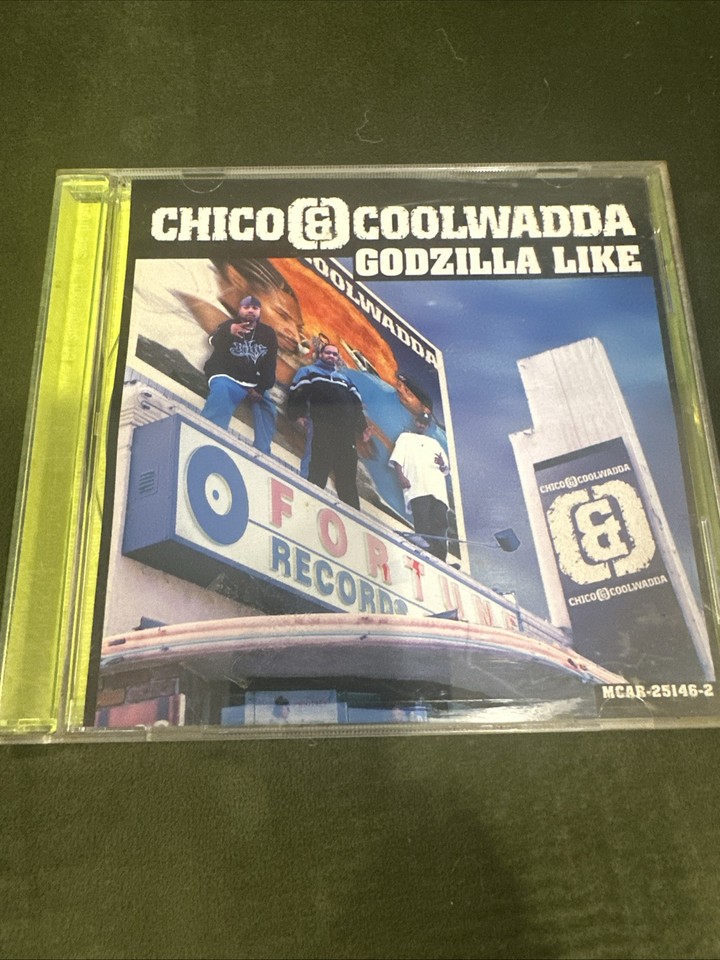 CHICO & COOLWADDA
GODZILLA LIKE
COOLWADDA
FORTUNE
RECORDS
CHICO & COOLWADDA
&
CHICO & COOLWADDA
MCAR-25146-2